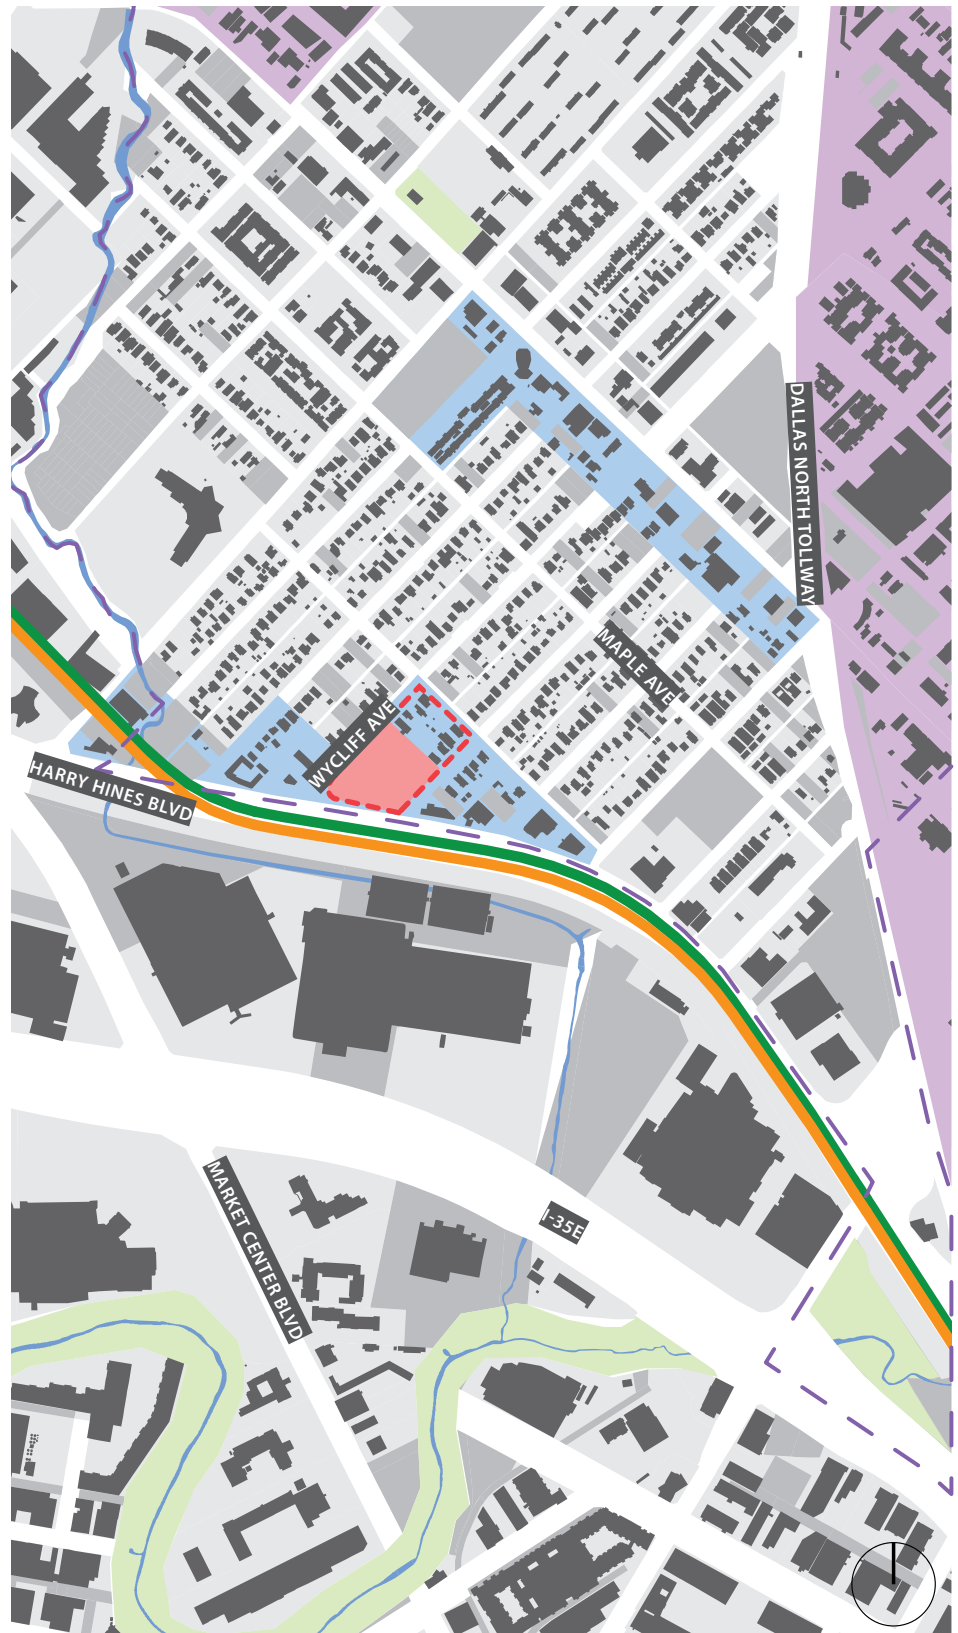 DALLAS NORTH TOLLWAY
MAPLE AVE
WYCLIFF AVE
HARRY HINES BLVD
MARKET CENTER BLVD
I-35E